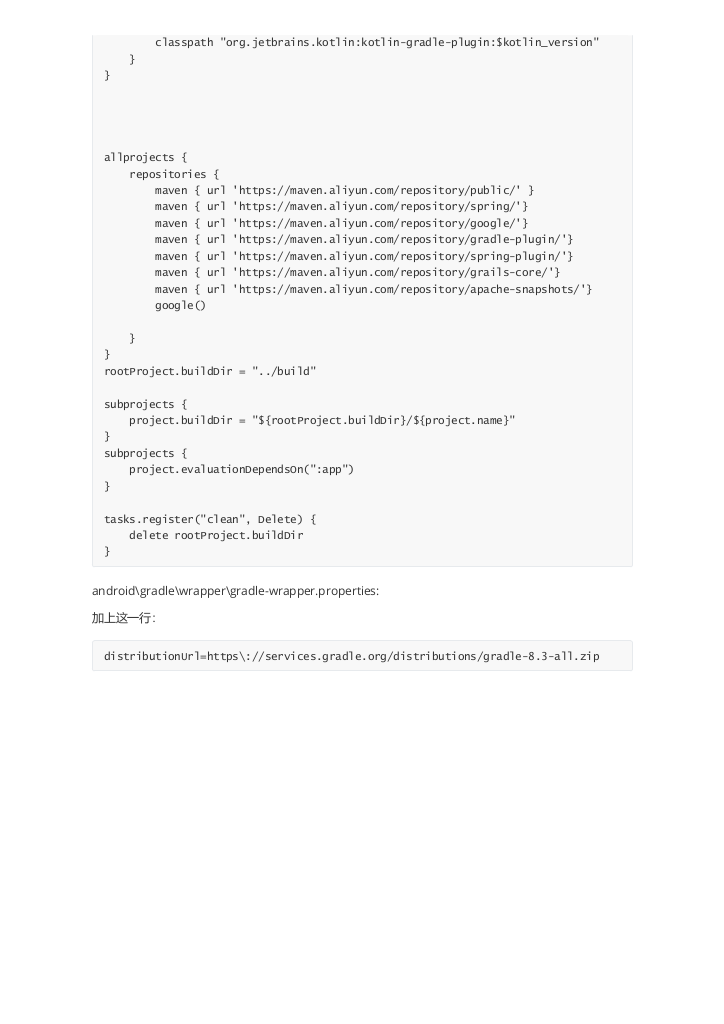 classpath "org.jetbrains.kotlin:kotlin-gradle-plugin:$kotlin_version"
    }
}
allprojects {
    repositories {
        maven { url 'https://maven.aliyun.com/repository/public/' }
        maven { url 'https://maven.aliyun.com/repository/spring/'}
        maven { url 'https://maven.aliyun.com/repository/google/'}
        maven { url 'https://maven.aliyun.com/repository/gradle-plugin/'}
        maven { url 'https://maven.aliyun.com/repository/spring-plugin/'}
        maven { url 'https://maven.aliyun.com/repository/grails-core/'}
        maven { url 'https://maven.aliyun.com/repository/apache-snapshots/'}
        google()
    }
}
rootProject.buildDir = "../build"
subprojects {
    project.buildDir = "${rootProject.buildDir}/${project.name}"
}
subprojects {
    project.evaluationDependsOn(":app")
}
tasks.register("clean", Delete) {
    delete rootProject.buildDir
}
android\gradle\wrapper\gradle-wrapper.properties:
加上这一行：
distributionUrl=https\://services.gradle.org/distributions/gradle-8.3-all.zip